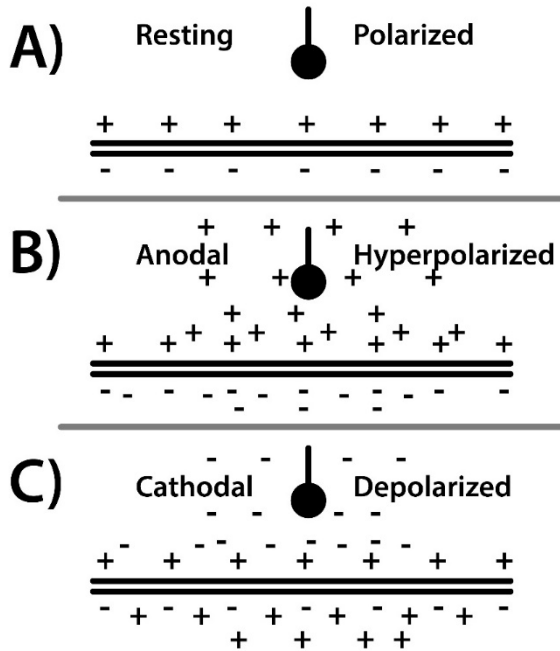 A) Resting Polarized
+ + + + + + +
- - - - - - -
+ + + +
B) Anodal Hyperpolarized
+ + + +
+ + +
+ + + + +
+ + + + + + +
- - - - - - - - - - - - -
- - -
- - - -
C) Cathodal Depolarized
- - - -
- - - - - - - - -
+ + + + + + +
- - - - - - -
+ + + + + +
+ + + +